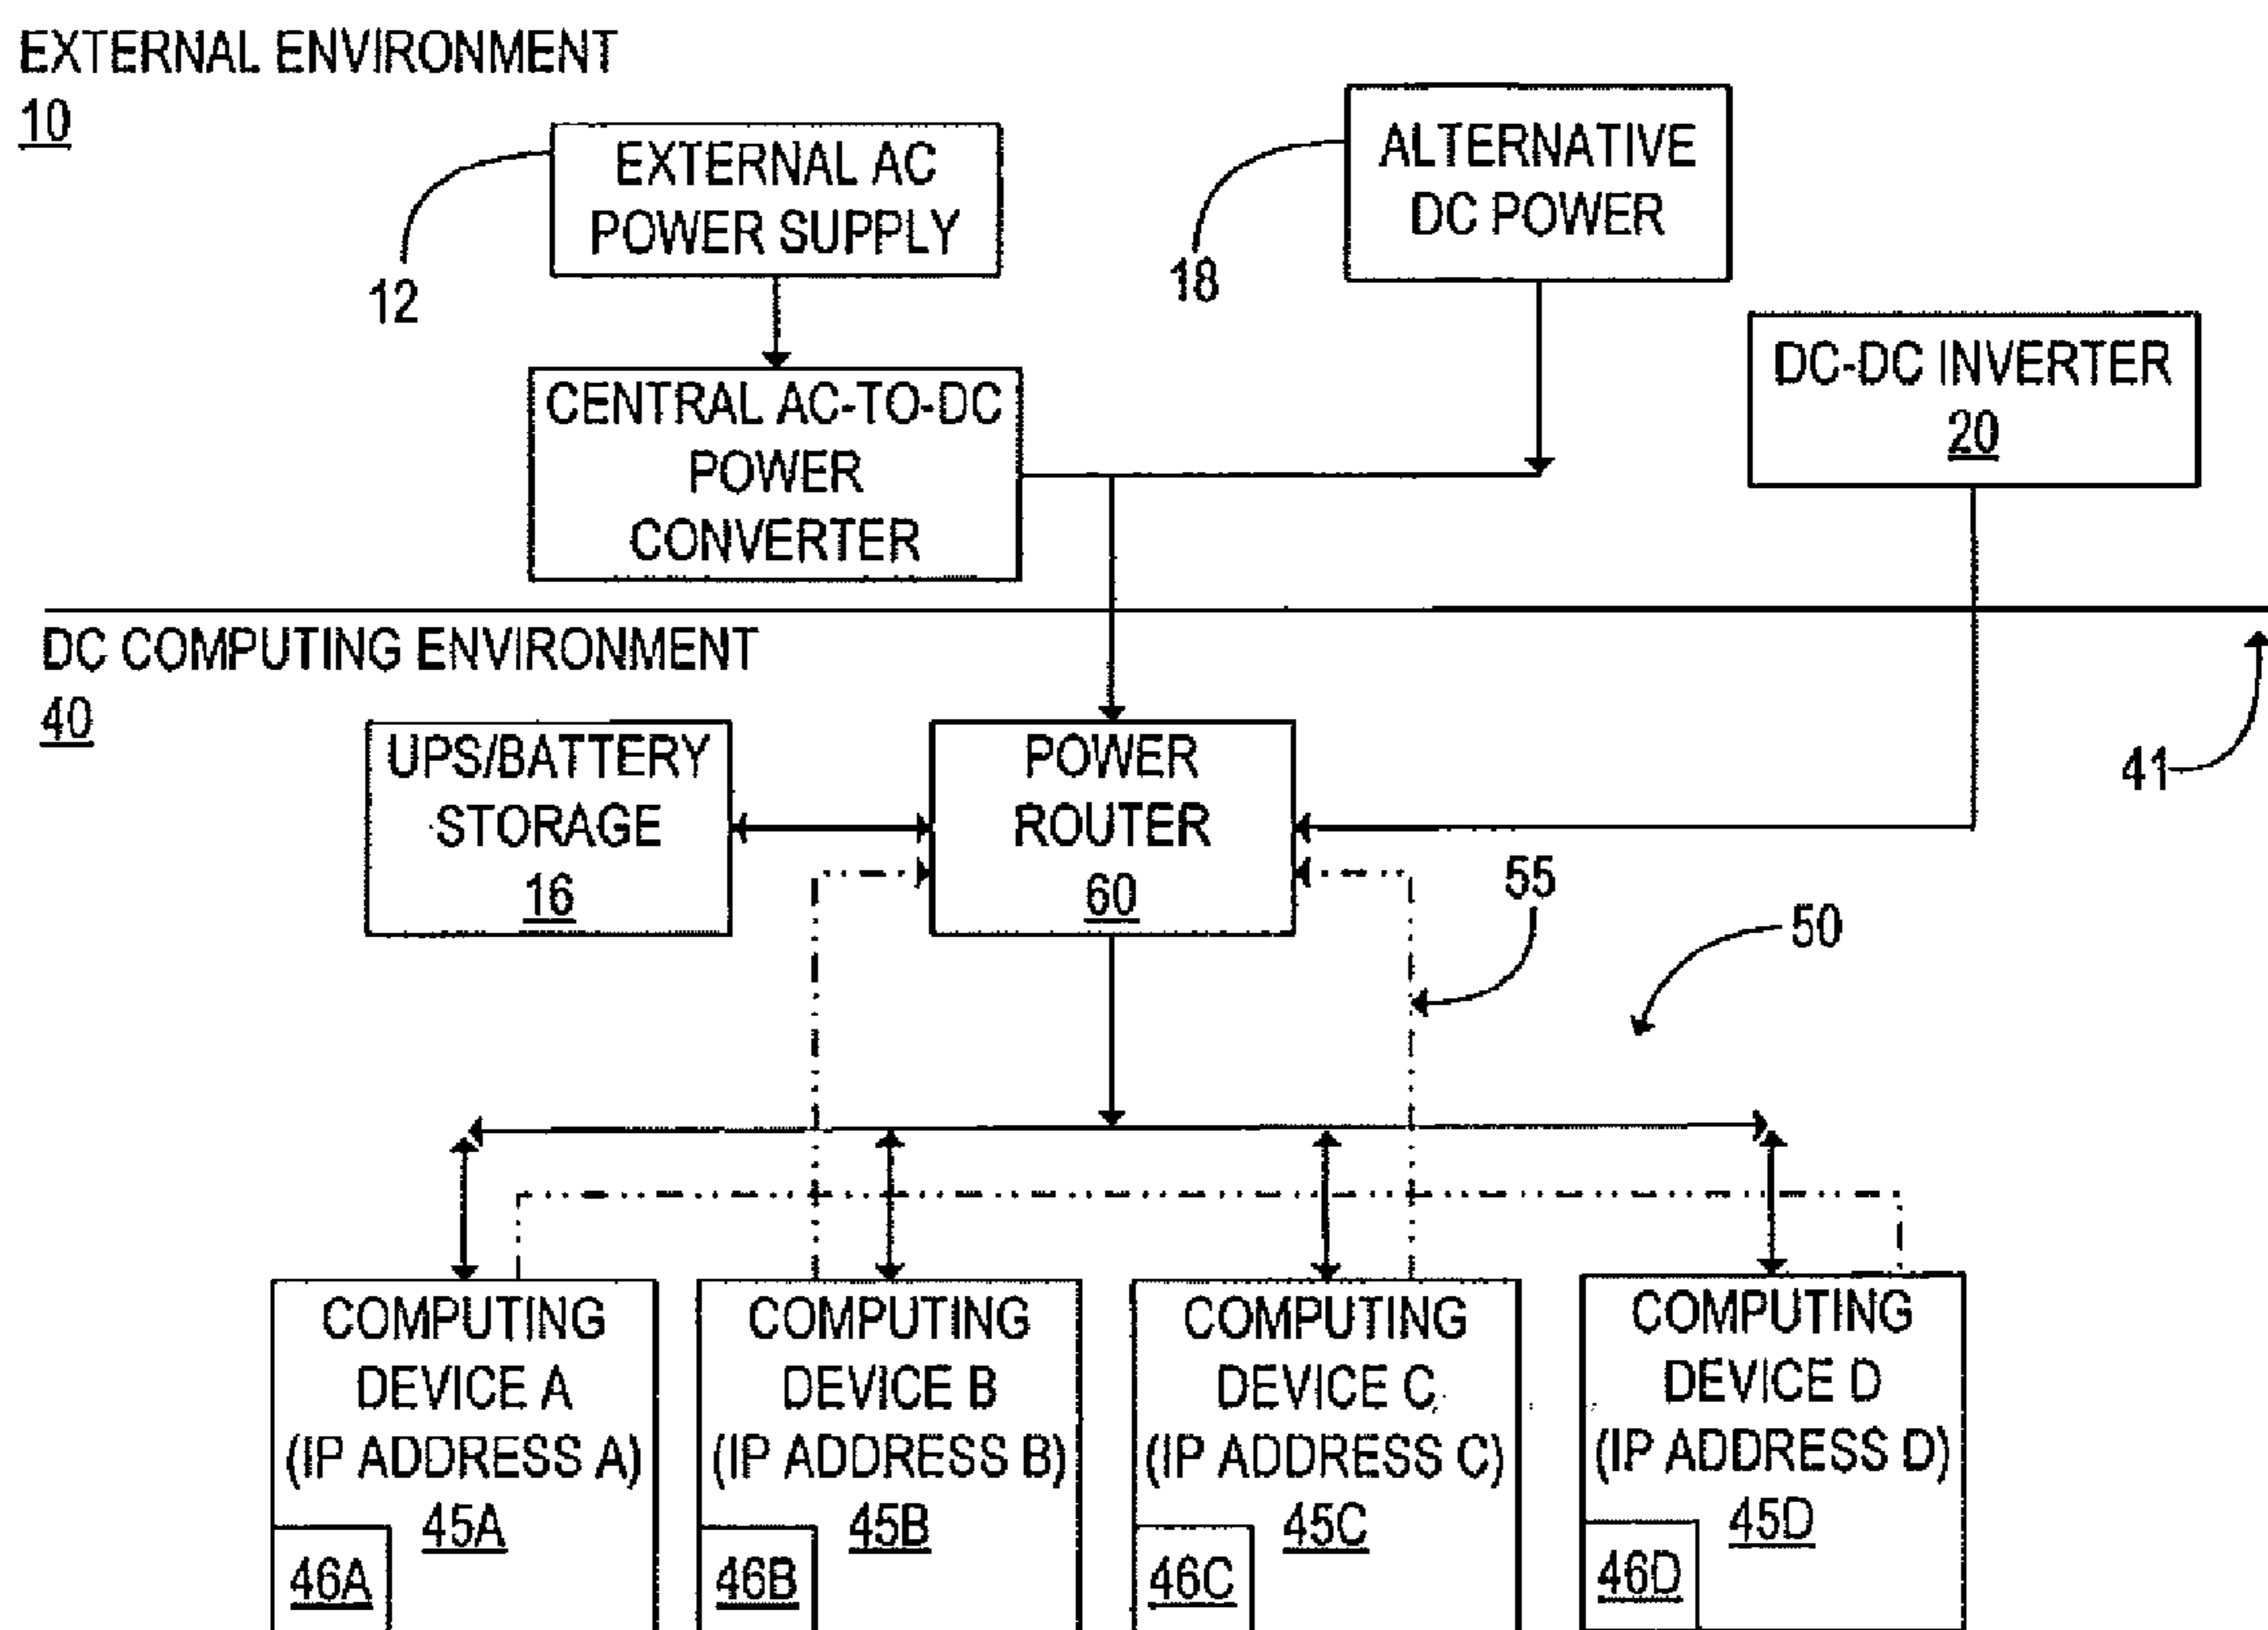 EXTERNAL ENVIRONMENT
10
EXTERNAL AC
POWER SUPPLY
12
ALTERNATIVE
DC POWER
18
DC-DC INVERTER
20
CENTRAL AC-TO-DC
POWER
CONVERTER
DC COMPUTING ENVIRONMENT
40
41
UPS/BATTERY
STORAGE
16
POWER
ROUTER
60
55
50
COMPUTING
DEVICE A
(IP ADDRESS A)
45A
46A
COMPUTING
DEVICE B
(IP ADDRESS B)
45B
46B
COMPUTING
DEVICE C
(IP ADDRESS C)
45C
46C
COMPUTING
DEVICE D
(IP ADDRESS D)
45D
46D